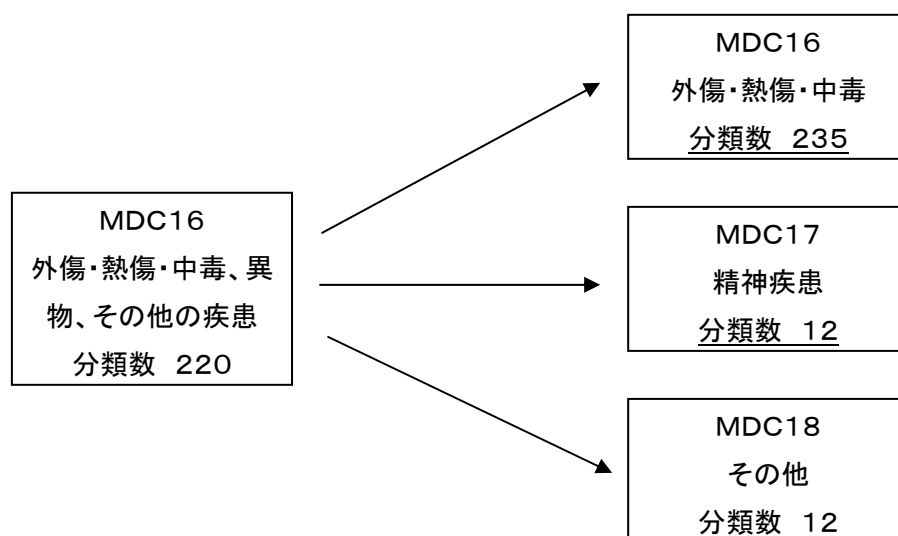 MDC16
外傷・熱傷・中毒、異
物、その他の疾患
分類数　220
MDC16
外傷・熱傷・中毒
分類数　235
MDC17
精神疾患
分類数　12
MDC18
その他
分類数　12